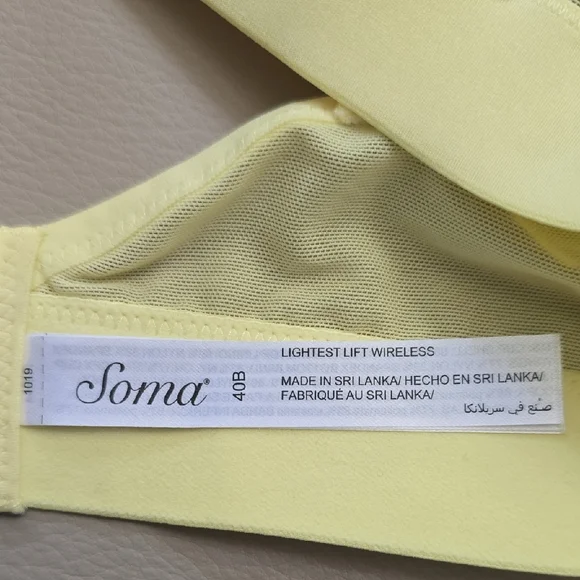 1019
Soma®
40B
LIGHTEST LIFT WIRELESS
MADE IN SRI LANKA/ HECHO EN SRI LANKA/
FABRIQUÉ AU SRI LANKA/
صُنع في سريلانكا